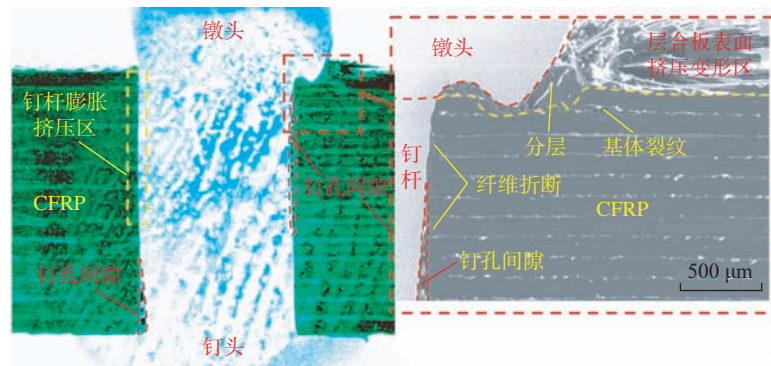 镦头
钉杆膨胀
挤压区
CFRP
钉孔间隙
钉孔间隙
钉头
镦头
层合板表面
挤压变形区
钉
杆
分层
基体裂纹
纤维折断
CFRP
钉孔间隙
500 μm